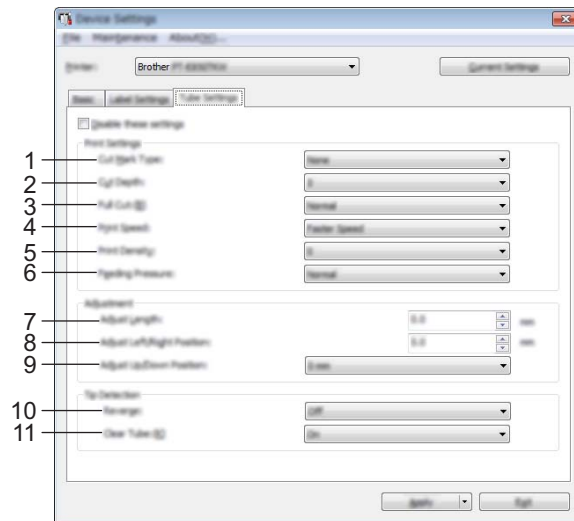 Device Settings
File Maintenance About
Printer: Brother Current Settings
Basic Label Settings Tube Settings
Disable these settings
Print Settings
1 Cut Mark Type: None
2 Cut Depth: 0
3 Full Cut Normal
4 Print Speed: Faster Speed
5 Print Density: 0
6 Feeding Pressure: Normal
Adjustment
7 Adjust Length: 0.0 mm
8 Adjust Left/Right Position: mm
9 Adjust Up/Down Position: 0 mm
Tip Detection
10 Reverse: Off
11 Clear Tube: On
Apply Exit